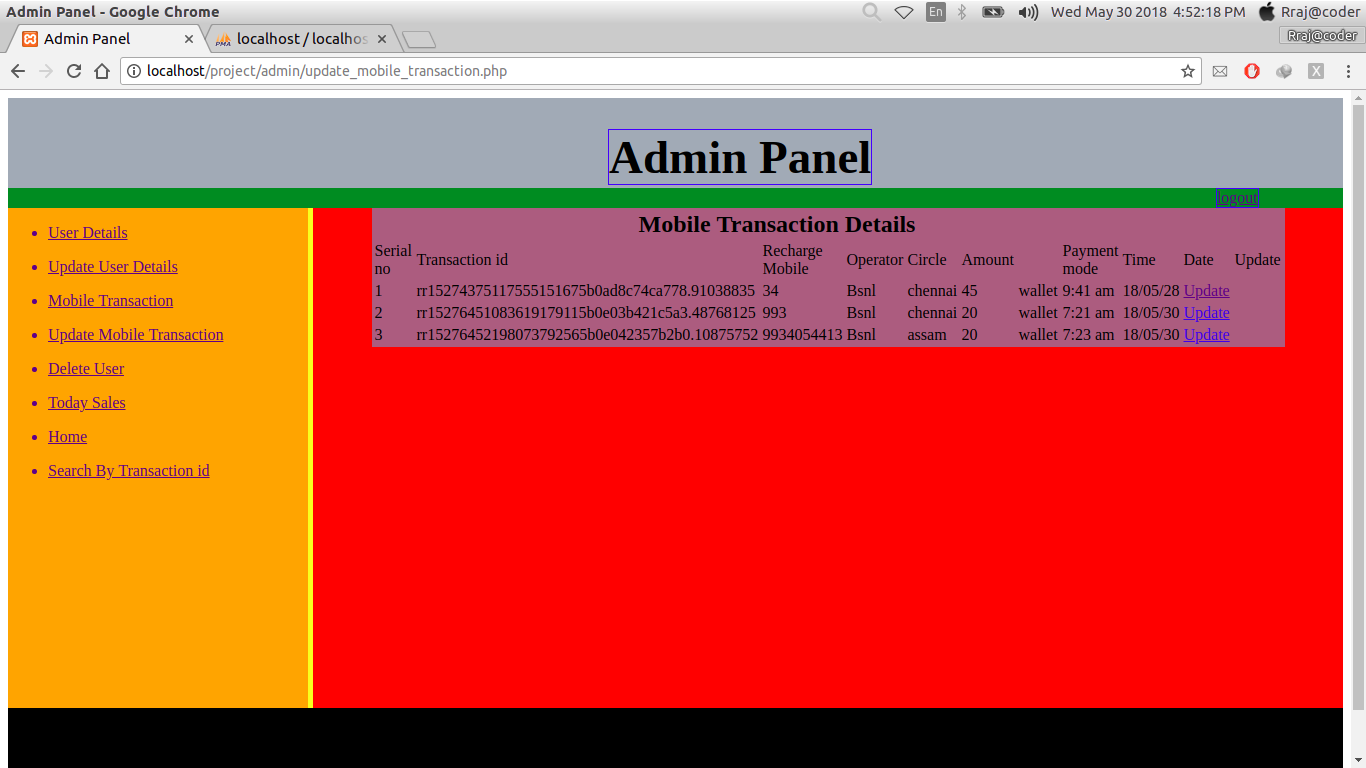 Admin Panel - Google Chrome
En
Wed May 30 2018 4:52:18 PM
Rraj@coder
Admin Panel
PMA
localhost / localhos
Rraj@coder
localhost/project/admin/update_mobile_transaction.php
X
Admin Panel
logout
User Details
Update User Details
Mobile Transaction
Update Mobile Transaction
Delete User
Today Sales
Home
Search By Transaction id
Mobile Transaction Details
Serial no Transaction id Recharge Mobile Operator Circle Amount Payment mode Time Date Update
1 rr15274375117555151675b0ad8c74ca778.91038835 34 Bsnl chennai 45 wallet 9:41 am 18/05/28 Update
2 rr15276451083619179115b0e03b421c5a3.48768125 993 Bsnl chennai 20 wallet 7:21 am 18/05/30 Update
3 rr15276452198073792565b0e042357b2b0.10875752 9934054413 Bsnl assam 20 wallet 7:23 am 18/05/30 Update